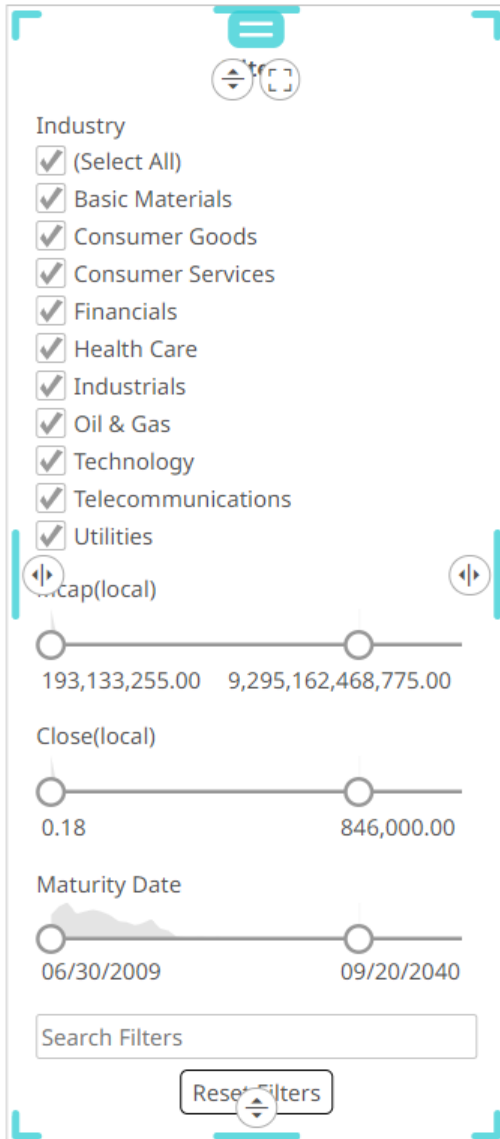 Industry
(Select All)
Basic Materials
Consumer Goods
Consumer Services
Financials
Health Care
Industrials
Oil & Gas
Technology
Telecommunications
Utilities
193,133,255.00 9,295,162,468,775.00
Close(local)
0.18 846,000.00
Maturity Date
06/30/2009 09/20/2040
Search Filters
Reset Filters